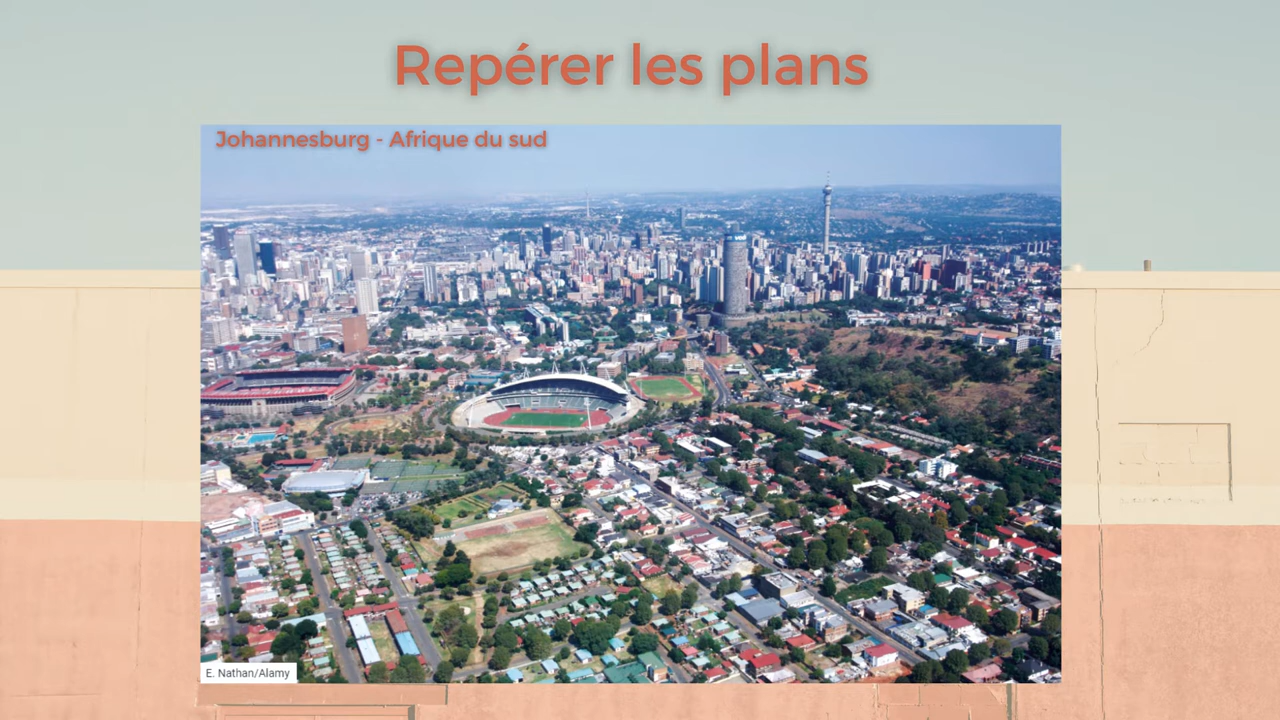 Repérer les plans
Johannesburg - Afrique du sud
E. Nathan/Alamy